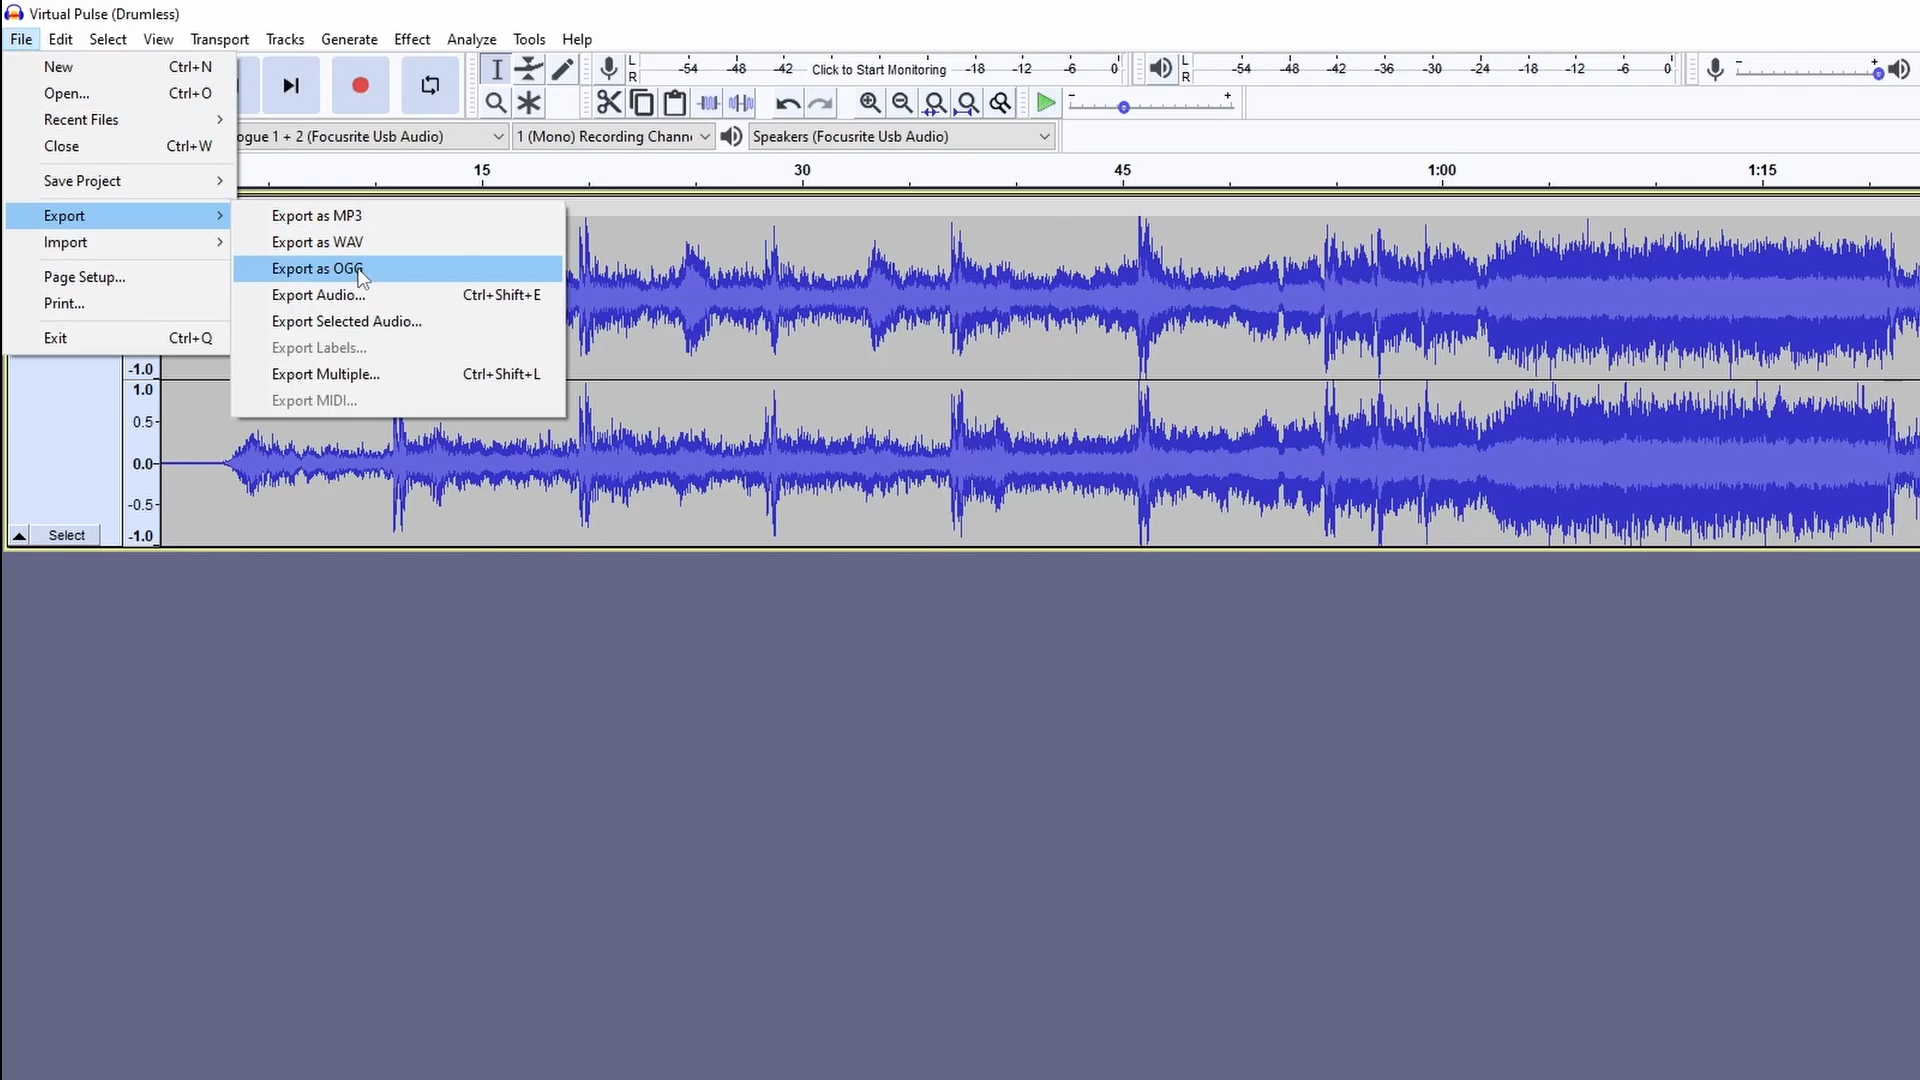 Virtual Pulse (Drumless)
File Edit Select View Transport Tracks Generate Effect Analyze Tools Help
New Ctrl+N
Open... Ctrl+O
Recent Files
Close Ctrl+W
Save Project
Export
Import
Page Setup...
Print...
Exit Ctrl+Q
L
R
-54 -48 -42 Click to Start Monitoring -18 -12 -6 0
L
R
-54 -48 -42 -36 -30 -24 -18 -12 -6 0
- +
- +
ogue 1 + 2 (Focusrite Usb Audio) 1 (Mono) Recording Chann Speakers (Focusrite Usb Audio)
15 30 45 1:00 1:15
Export as MP3
Export as WAV
Export as OGG
Export Audio... Ctrl+Shift+E
Export Selected Audio...
Export Labels...
Export Multiple... Ctrl+Shift+L
Export MIDI...
-1.0
1.0
0.5-
0.0-
-0.5-
-1.0
Select